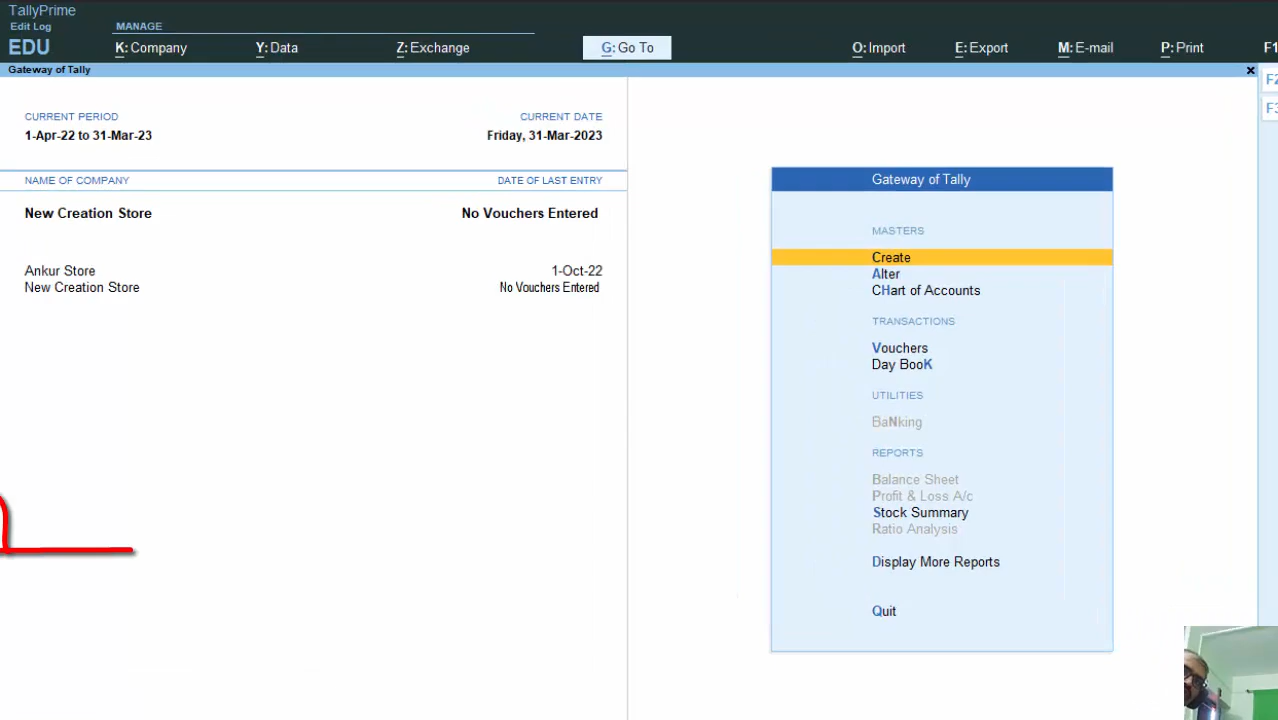 TallyPrime
Edit Log
EDU
MANAGE
K: Company
Y: Data
Z: Exchange
G: Go To
O: Import
E: Export
M: E-mail
P: Print
Gateway of Tally
CURRENT PERIOD
CURRENT DATE
1-Apr-22 to 31-Mar-23
Friday, 31-Mar-2023
NAME OF COMPANY
DATE OF LAST ENTRY
New Creation Store
No Vouchers Entered
Ankur Store
1-Oct-22
New Creation Store
No Vouchers Entered
Gateway of Tally
MASTERS
Create
Alter
CHart of Accounts
TRANSACTIONS
Vouchers
Day BooK
UTILITIES
BaNking
REPORTS
Balance Sheet
Profit & Loss A/c
Stock Summary
Ratio Analysis
Display More Reports
Quit